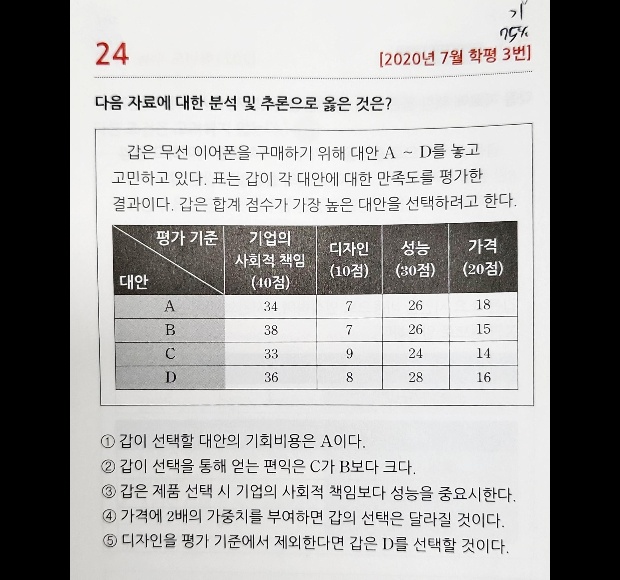 24
[2020년 7월 학평 3번]
다음 자료에 대한 분석 및 추론으로 옳은 것은?
갑은 무선 이어폰을 구매하기 위해 대안 A ~ D를 놓고
고민하고 있다. 표는 갑이 각 대안에 대한 만족도를 평가한
결과이다. 갑은 합계 점수가 가장 높은 대안을 선택하려고 한다.
평가 기준 대안 기업의 사회적 책임 (40점) 디자인 (10점) 성능 (30점) 가격 (20점)
A 34 7 26 18
B 38 7 26 15
C 33 9 24 14
D 36 8 28 16
① 갑이 선택할 대안의 기회비용은 A이다.
② 갑이 선택을 통해 얻는 편익은 C가 B보다 크다.
③ 갑은 제품 선택 시 기업의 사회적 책임보다 성능을 중요시한다.
④ 가격에 2배의 가중치를 부여하면 갑의 선택은 달라질 것이다.
⑤ 디자인을 평가 기준에서 제외한다면 갑은 D를 선택할 것이다.